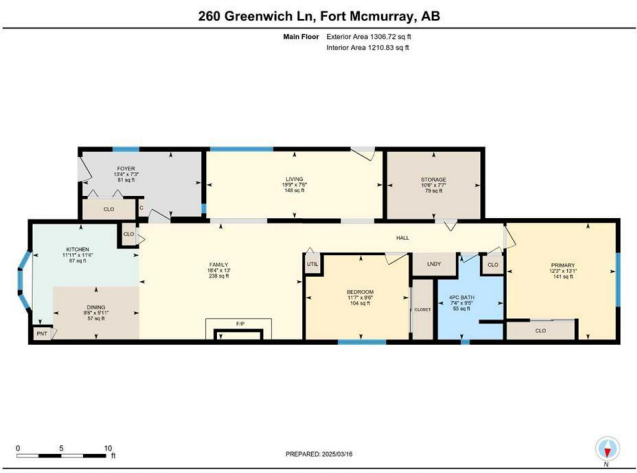 260 Greenwich Ln, Fort Mcmurray, AB
Main Floor Exterior Area 1306.72 sq ft
Interior Area 1210.83 sq ft
FOYER
13'4" x 7'3"
81 sq ft
LIVING
19'9" x 7'6"
148 sq ft
STORAGE
10'6" x 7'7"
79 sq ft
CLO
C
CLO
KITCHEN
11'11" x 11'4"
87 sq ft
FAMILY
18'4" x 13'
238 sq ft
HALL
UTIL
LNDY
CLO
PRIMARY
12'3" x 13'1"
141 sq ft
BEDROOM
11'7" x 9'6"
104 sq ft
CLOSET
4PC BATH
7'4" x 9'5"
55 sq ft
DINING
9'6" x 5'11"
57 sq ft
F/P
PNT
CLO
0 5 10
ft
PREPARED: 2025/03/16
N